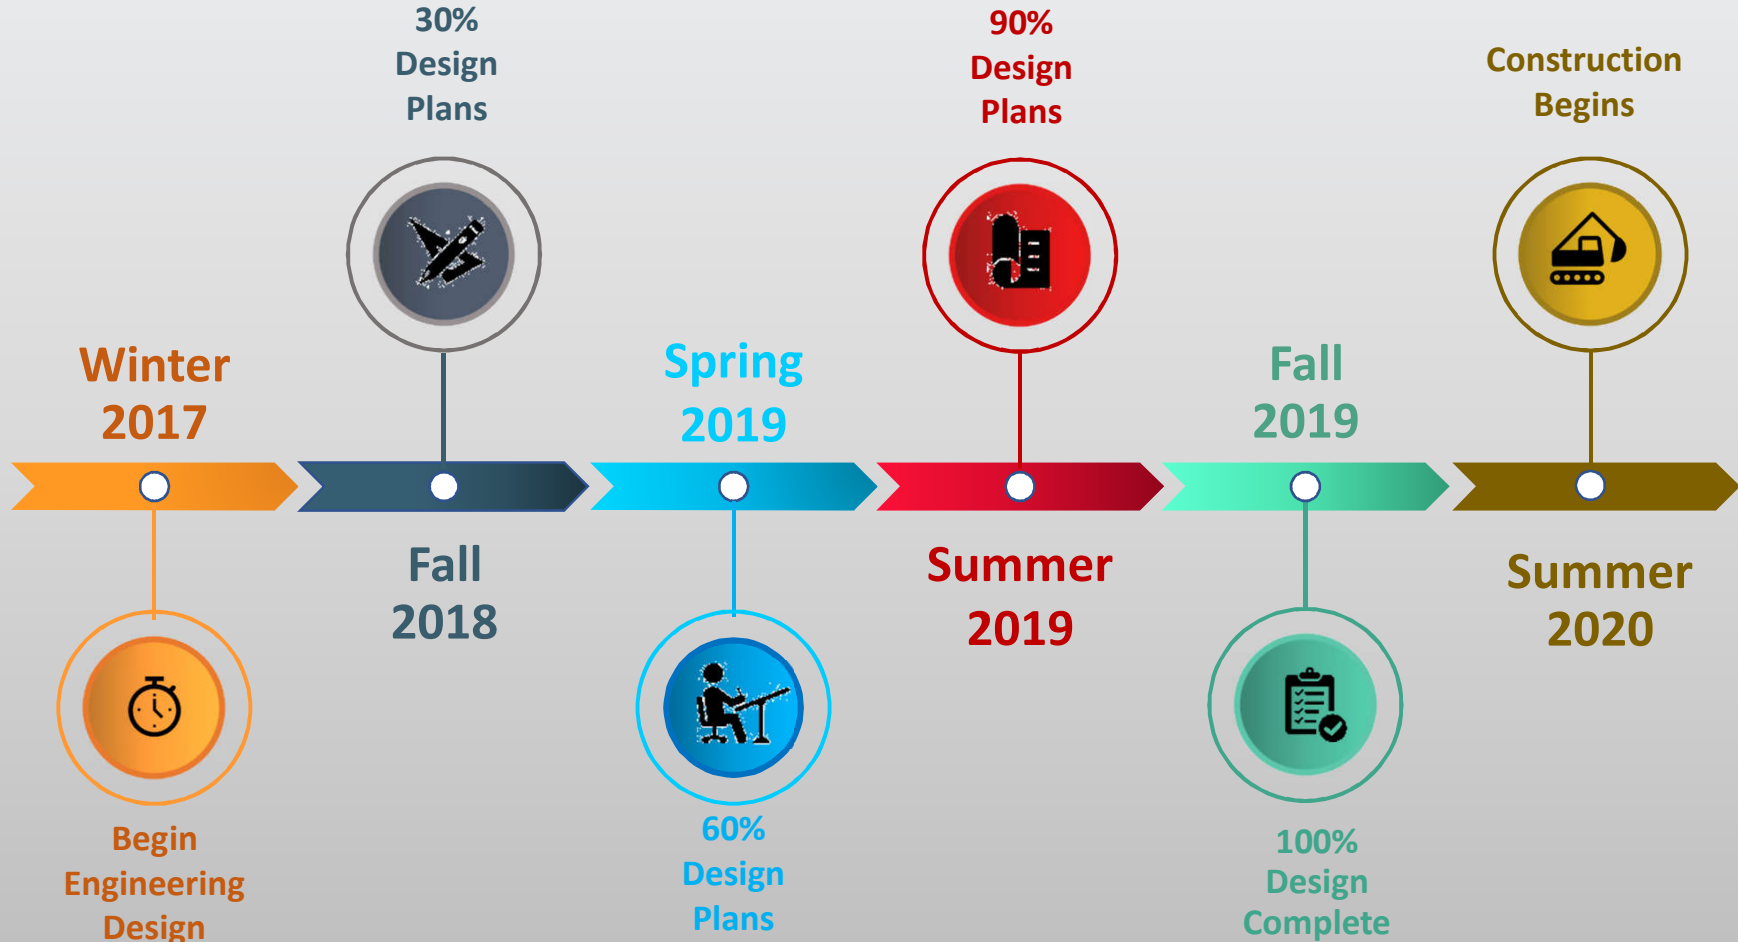 Winter
2017
Begin
Engineering
Design
30%
Design
Plans
Fall
2018
Spring
2019
60%
Design
Plans
90%
Design
Plans
Summer
2019
Fall
2019
100%
Design
Complete
Construction
Begins
Summer
2020